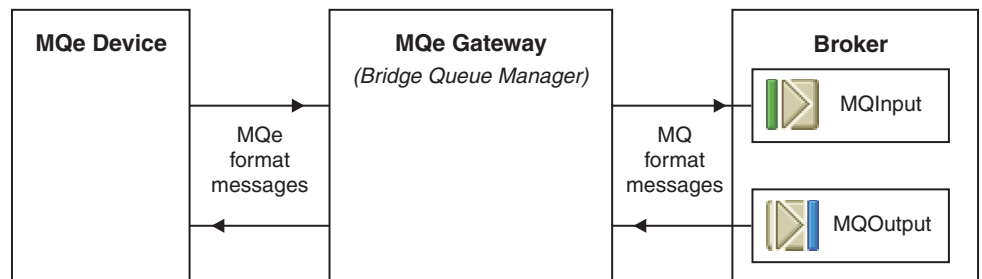 MQe Device
MQe Gateway
(Bridge Queue Manager)
Broker
MQInput
MQe
format
messages
MQ
format
messages
MQOutput